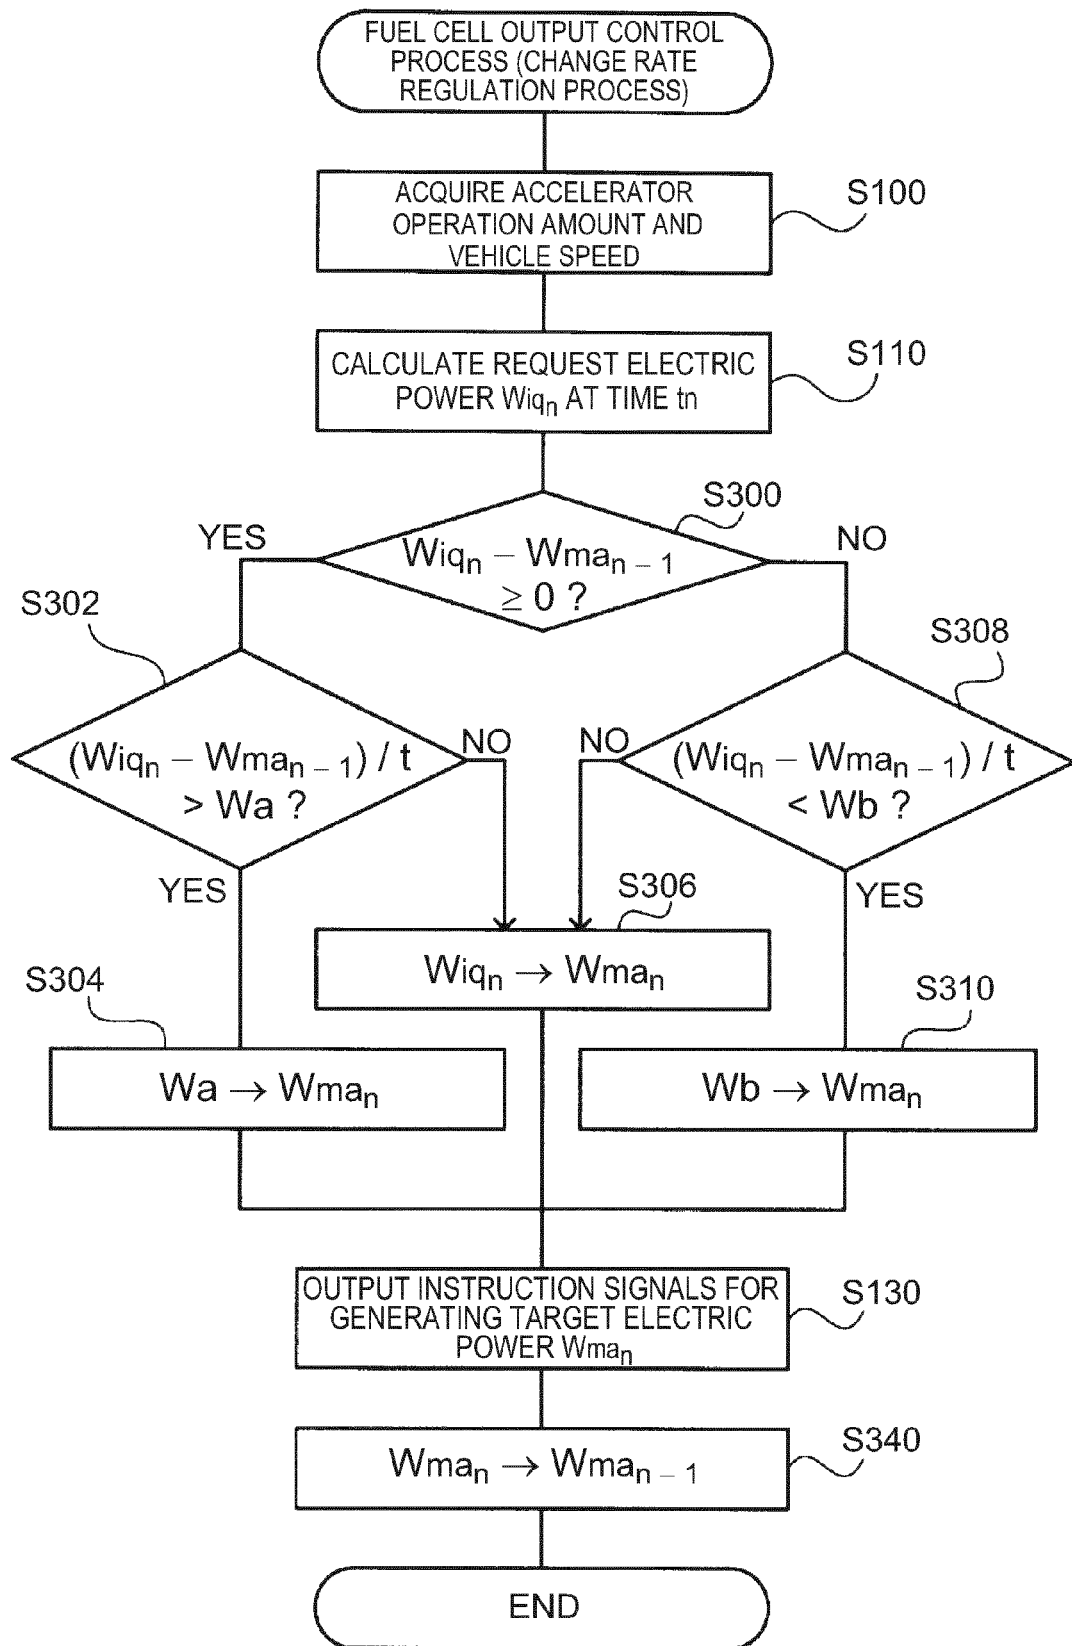 FUEL CELL OUTPUT CONTROL
PROCESS (CHANGE RATE
REGULATION PROCESS)
ACQUIRE ACCELERATOR
OPERATION AMOUNT AND
VEHICLE SPEED
S100
CALCULATE REQUEST ELECTRIC
POWER Wiqn AT TIME tn
S110
S300
YES
Wiqn – Wman – 1
≥ 0 ?
NO
S302
S308
(Wiqn – Wman – 1) / t
> Wa ?
NO
NO
(Wiqn – Wman – 1) / t
< Wb ?
YES
YES
S306
Wiqn → Wman
S304
Wa → Wman
S310
Wb → Wman
OUTPUT INSTRUCTION SIGNALS FOR
GENERATING TARGET ELECTRIC
POWER Wman
S130
Wman → Wman – 1
S340
END